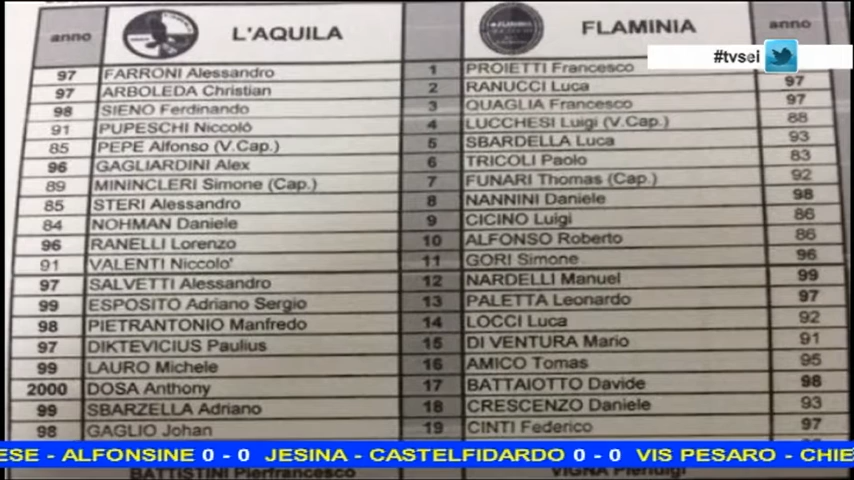 anno L'AQUILA FLAMINIA anno
#tvsei
97 FARRONI Alessandro 1 PROIETTI Francesco
97 ARBOLEDA Christian 2 RANUCCI Luca 97
98 SIENO Ferdinando 3 QUAGLIA Francesco 97
91 PUPESCHI Niccolò 4 LUCCHESI Luigi (V.Cap.) 88
85 PEPE Alfonso (V.Cap.) 5 SBARDELLA Luca 93
96 GAGLIARDINI Alex 6 TRICOLI Paolo 83
89 MININCLERI Simone (Cap.) 7 FUNARI Thomas (Cap.) 92
85 STERI Alessandro 8 NANNINI Daniele 98
84 NOHMAN Daniele 9 CICINO Luigi 86
96 RANELLI Lorenzo 10 ALFONSO Roberto 86
91 VALENTI Niccolo' 11 GORI Simone 96
97 SALVETTI Alessandro 12 NARDELLI Manuel 99
99 ESPOSITO Adriano Sergio 13 PALETTA Leonardo 97
98 PIETRANTONIO Manfredo 14 LOCCI Luca 92
97 DIKTEVICIUS Paulius 15 DI VENTURA Mario 91
99 LAURO Michele 16 AMICO Tomas 95
2000 DOSA Anthony 17 BATTAIOTTO Davide 98
99 SBARZELLA Adriano 18 CRESCENZO Daniele 93
98 GAGLIO Johan 19 CINTI Federico 97
ESE - ALFONSINE 0 - 0 JESINA - CASTELFIDARDO 0 - 0 VIS PESARO - CHIE
BATTISTINI Pierfrancesco VIGNA Pierluigi